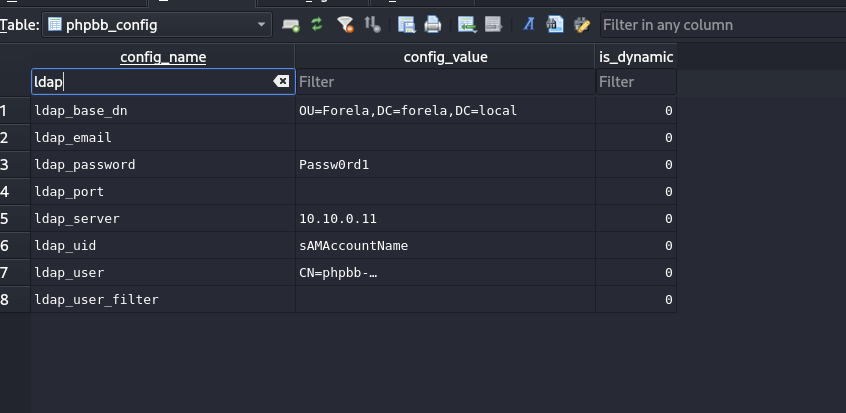 Table: phpbb_config Filter in any column
config_name config_value is_dynamic
ldap Filter Filter
1 ldap_base_dn OU=Forela,DC=forela,DC=local 0
2 ldap_email 0
3 ldap_password Passw0rd1 0
4 ldap_port 0
5 ldap_server 10.10.0.11 0
6 ldap_uid sAMAccountName 0
7 ldap_user CN=phpbb-… 0
8 ldap_user_filter 0